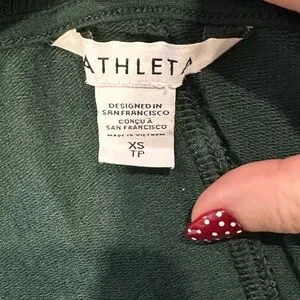 ATHLETA
DESIGNED IN
SAN FRANCISCO
CONÇU À
SAN FRANCISCO
MADE IN VIETNAM
XS
TP